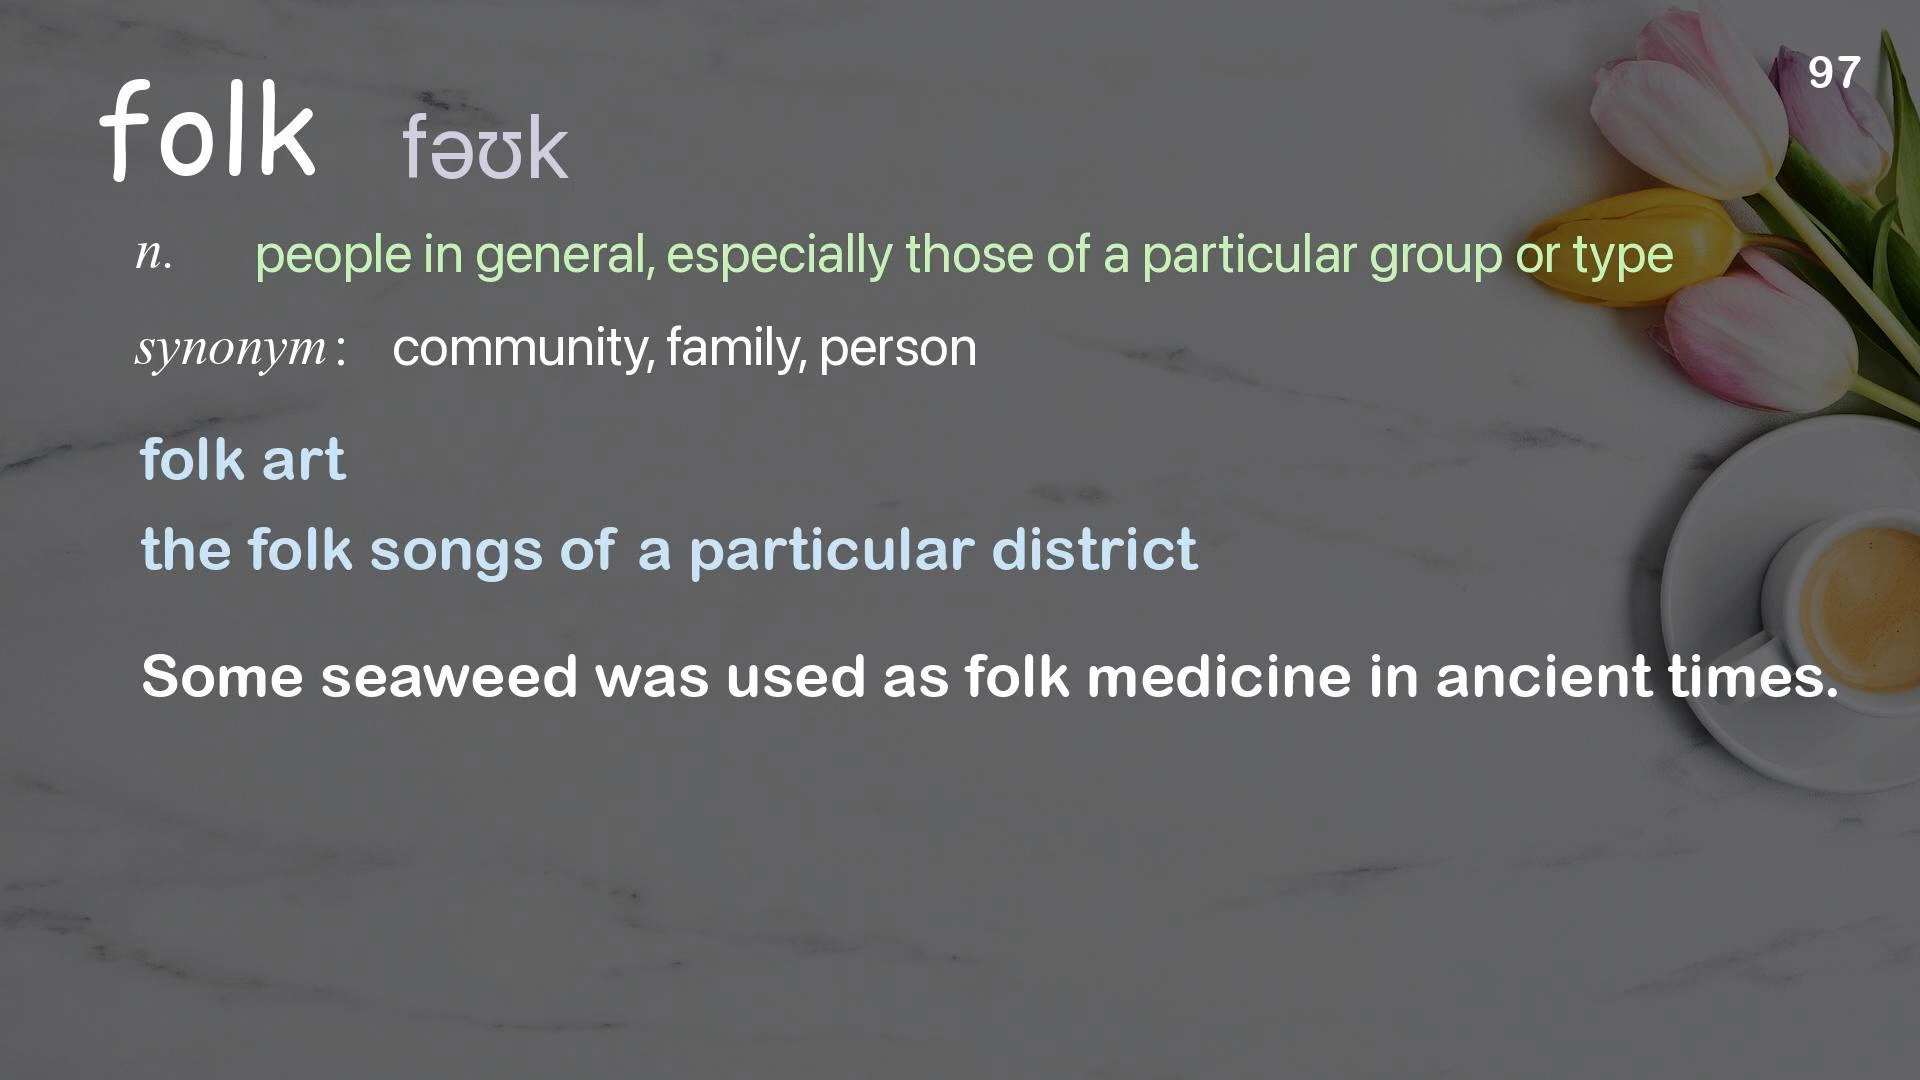 97
folk fəʊk
n. people in general, especially those of a particular group or type
synonym: community, family, person
folk art
the folk songs of a particular district
Some seaweed was used as folk medicine in ancient times.